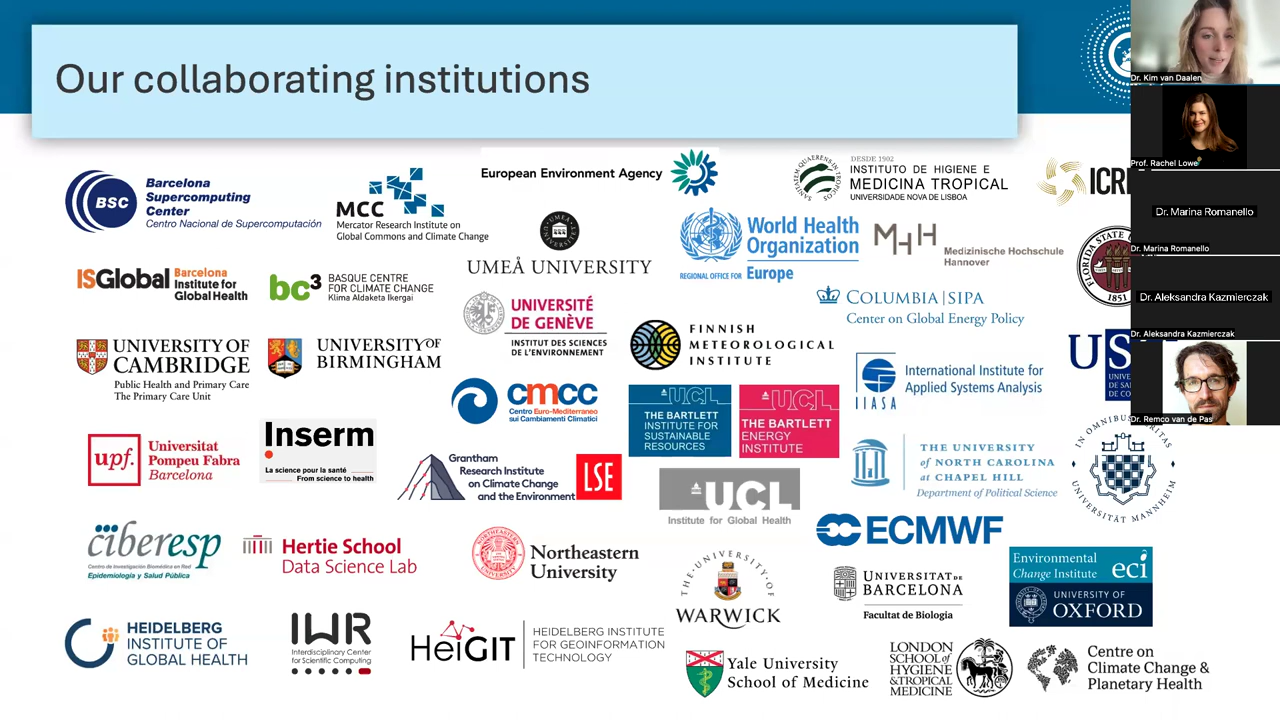 Our collaborating institutions
Dr. Kim van Daalen
Prof. Rachel Lowe
Dr. Marina Romanello
Dr. Marina Romanello
Dr. Aleksandra Kazmierczak
Dr. Aleksandra Kazmierczak
Dr. Remco van de Pas
BSC
Barcelona
Supercomputing
Center
Centro Nacional de Supercomputación
MCC
Mercator Research Institute on
Global Commons and Climate Change
European Environment Agency
DESDE 1902
INSTITUTO DE HIGIENE E
MEDICINA TROPICAL
UNIVERSIDADE NOVA DE LISBOA
UMEÅ UNIVERSITY
World Health
Organization
REGIONAL OFFICE FOR Europe
MHH
Medizinische Hochschule
Hannover
FLORIDA STATE
1851
ISGlobal Barcelona
Institute for
Global Health
bc3
BASQUE CENTRE
FOR CLIMATE CHANGE
Klima Aldaketa Ikergai
UNIVERSITÉ
DE GENÈVE
INSTITUT DES SCIENCES
DE L'ENVIRONNEMENT
COLUMBIA | SIPA
Center on Global Energy Policy
FINNISH
METEOROLOGICAL
INSTITUTE
UNIVERSITY OF
CAMBRIDGE
Public Health and Primary Care
The Primary Care Unit
UNIVERSITY OF
BIRMINGHAM
cmcc
Centro Euro-Mediterraneo
sui Cambiamenti Climatici
UCL
THE BARTLETT
INSTITUTE FOR
SUSTAINABLE
RESOURCES
UCL
THE BARTLETT
ENERGY
INSTITUTE
IIASA
International Institute for
Applied Systems Analysis
upf.
Universitat
Pompeu Fabra
Barcelona
Inserm
La science pour la santé
From science to health
Grantham
Research Institute
on Climate Change
and the Environment
LSE
UCL
Institute for Global Health
THE UNIVERSITY
of NORTH CAROLINA
at CHAPEL HILL
Department of Political Science
IN OMNIBUS VERITAS
UNIVERSITÄT MANNHEIM
ciberesp
Centro de Investigación Biomédica en Red
Epidemiología y Salud Pública
Hertie School
Data Science Lab
Northeastern
University
ECMWF
THE UNIVERSITY OF
WARWICK
UNIVERSITAT DE
BARCELONA
Facultat de Biologia
Environmental
Change Institute
eci
UNIVERSITY OF
OXFORD
HEIDELBERG
INSTITUTE OF
GLOBAL HEALTH
IWR
Interdisciplinary Center
for Scientific Computing
HeiGIT
HEIDELBERG INSTITUTE
FOR GEOINFORMATION
TECHNOLOGY
Yale University
School of Medicine
LONDON
SCHOOL of
HYGIENE
& TROPICAL
MEDICINE
Centre on
Climate Change &
Planetary Health